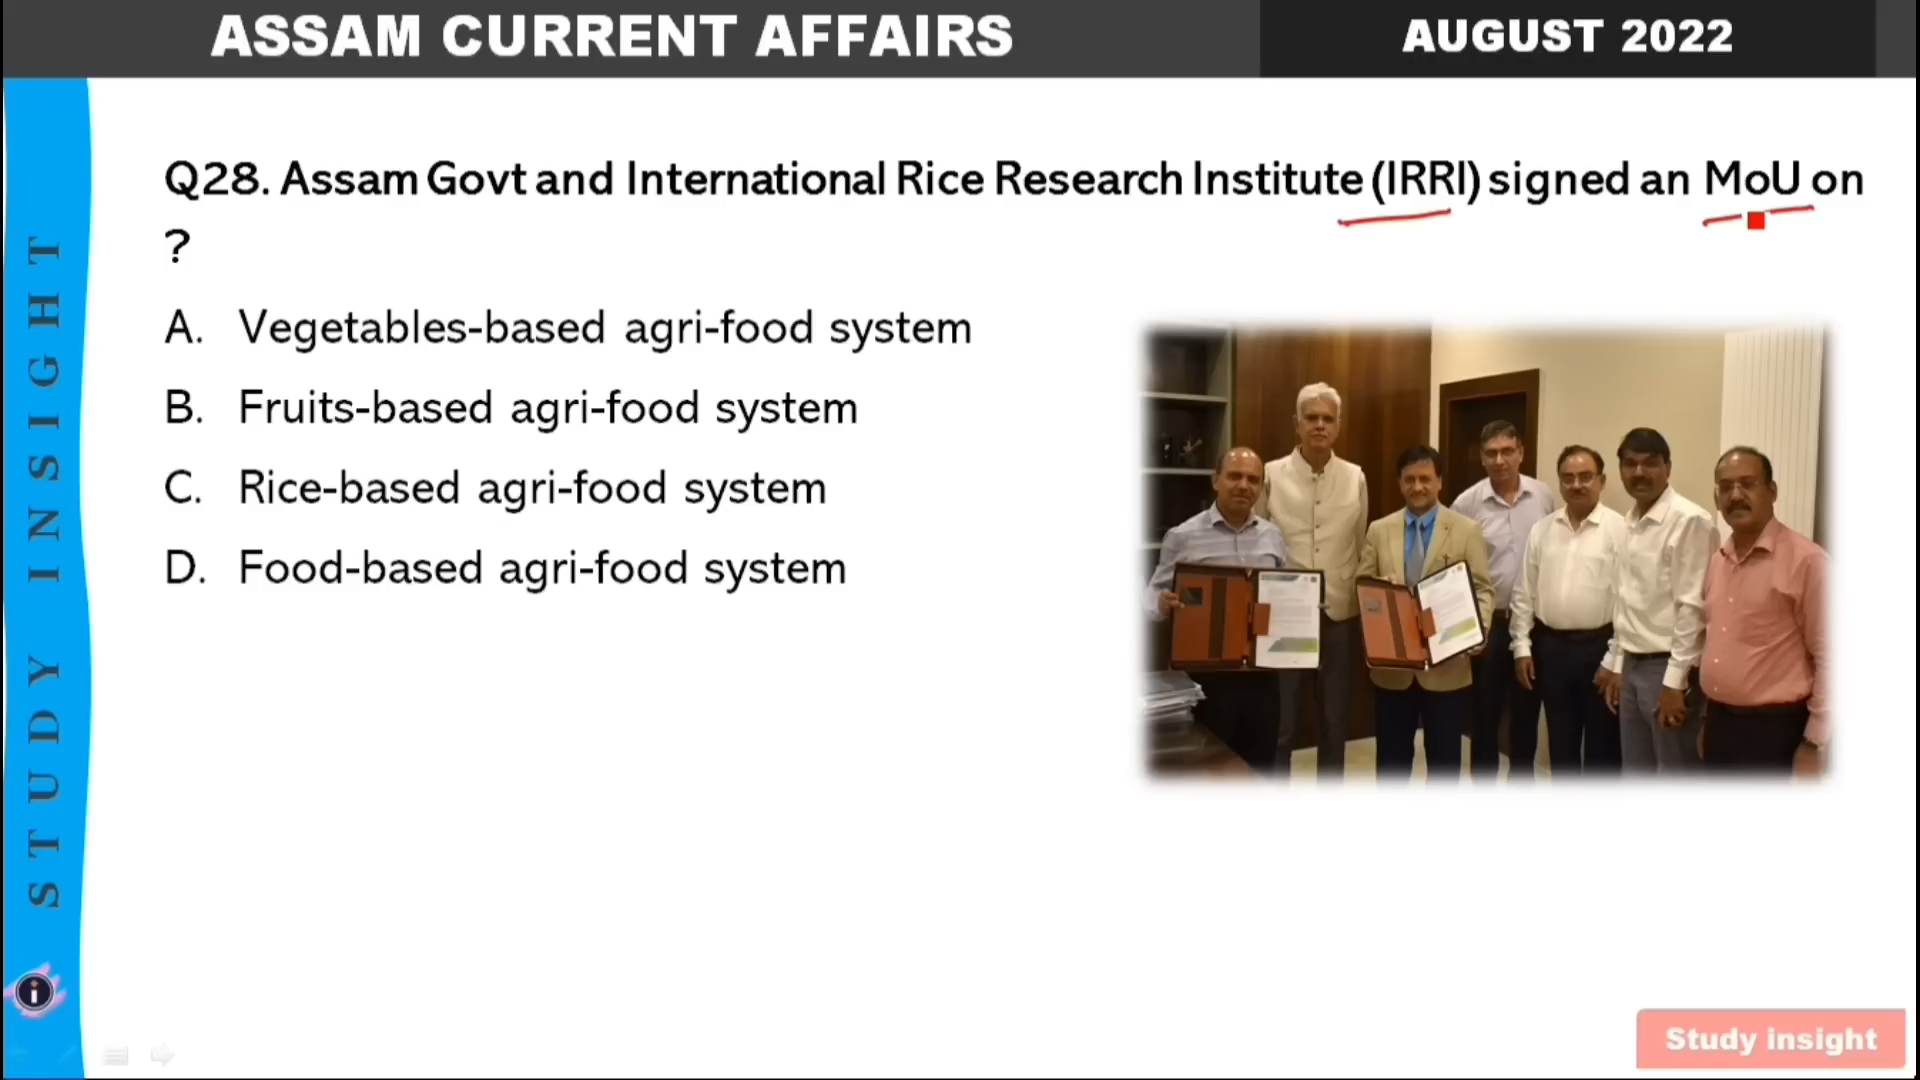 ASSAM CURRENT AFFAIRS
AUGUST 2022
Q28. Assam Govt and International Rice Research Institute (IRRI) signed an MoU on
?
A. Vegetables-based agri-food system
B. Fruits-based agri-food system
C. Rice-based agri-food system
D. Food-based agri-food system
STUDY INSIGHT
i
Study insight